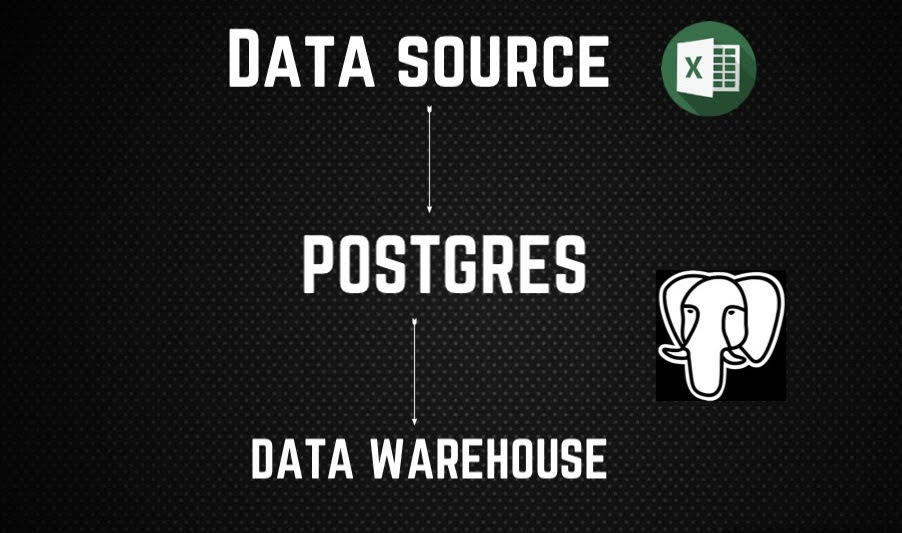 DATA SOURCE
X
POSTGRES
DATA WAREHOUSE